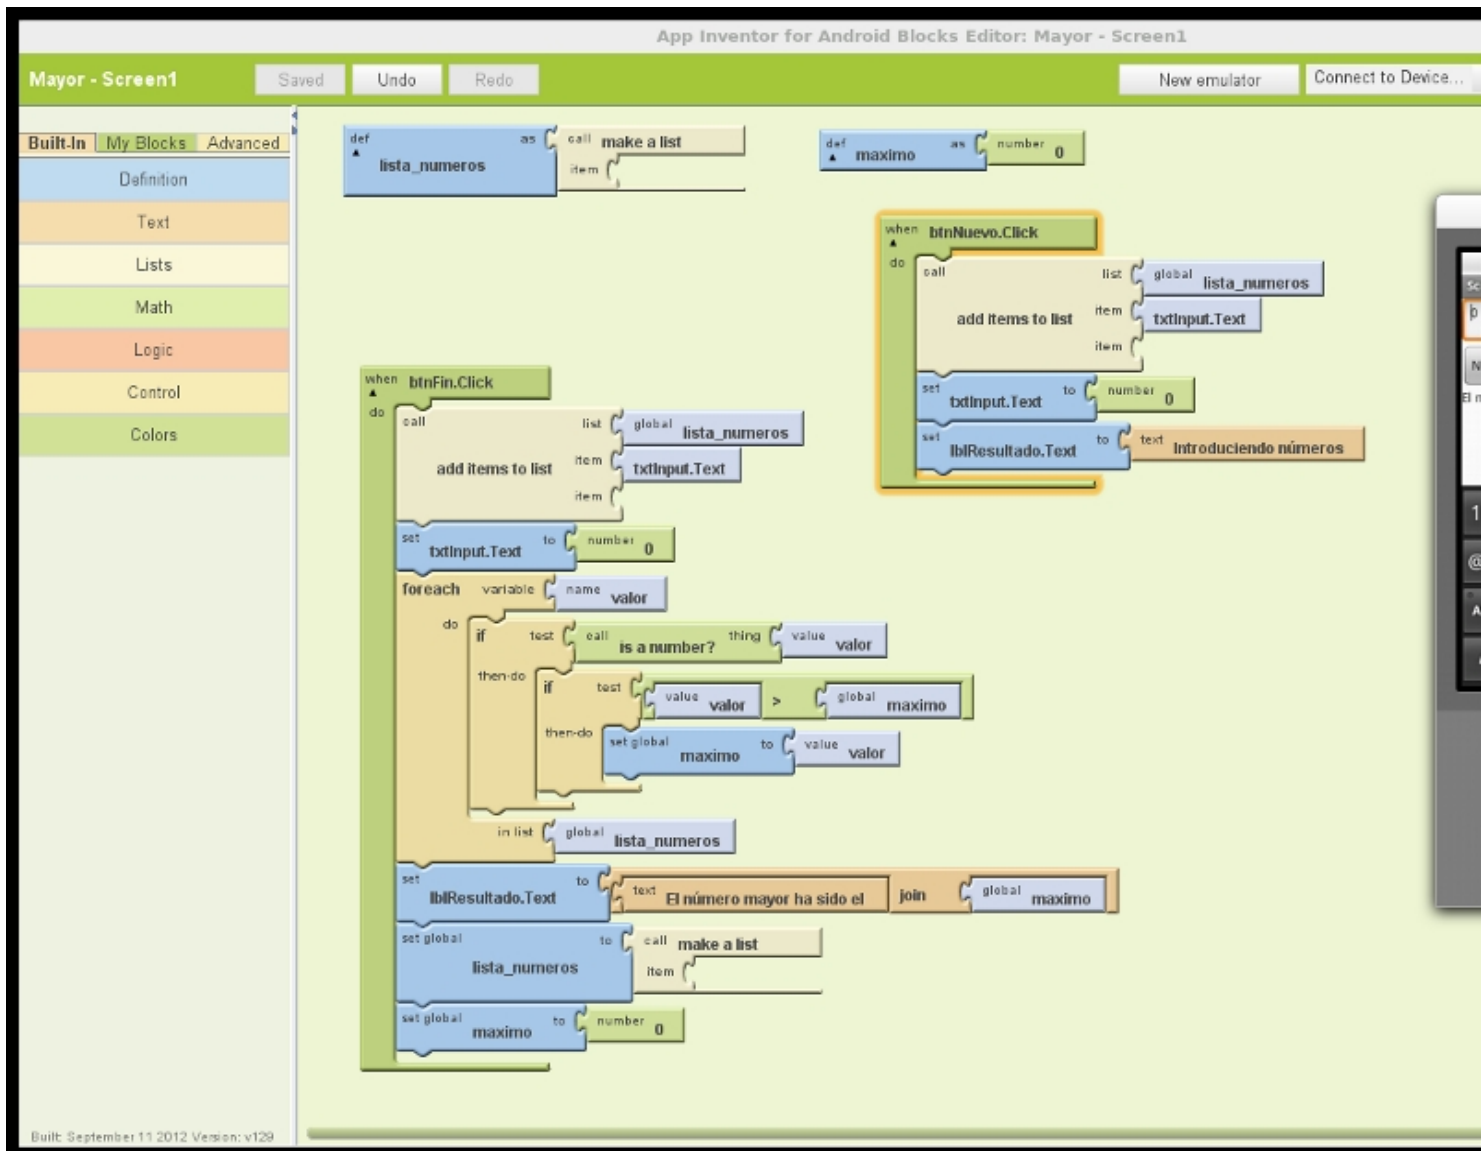 App Inventor for Android Blocks Editor: Mayor - Screen1
Mayor - Screen1 Saved Undo Redo New emulator Connect to Device...
Built-In My Blocks Advanced
Definition
Text
Lists
Math
Logic
Control
Colors
def lista_numeros as call make a list
item
def maximo as number 0
when btnNuevo.Click
do call add items to list list global lista_numeros
item txtInput.Text
item
set txtInput.Text to number 0
set lblResultado.Text to text Introduciendo números
when btnFin.Click
do call add items to list list global lista_numeros
item txtInput.Text
item
set txtInput.Text to number 0
foreach variable name valor
do if test call is a number? thing value valor
then-do if test value valor > global maximo
then-do set global maximo to value valor
in list global lista_numeros
set lblResultado.Text to text El número mayor ha sido el join global maximo
set global lista_numeros to call make a list
item
set global maximo to number 0
Built: September 11 2012 Version: v129
Sc
N
1
@
A